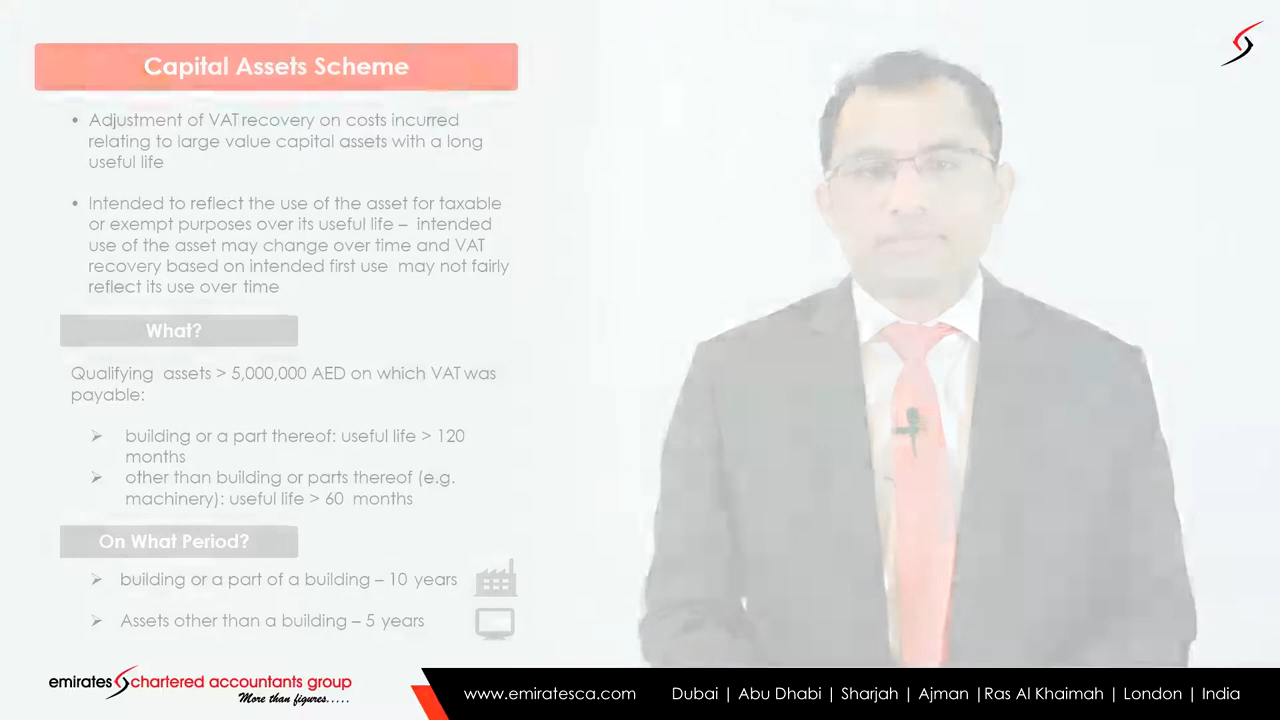 Capital Assets Scheme
• Adjustment of VAT recovery on costs incurred
relating to large value capital assets with a long
useful life
• Intended to reflect the use of the asset for taxable
or exempt purposes over its useful life – intended
use of the asset may change over time and VAT
recovery based on intended first use may not fairly
reflect its use over time
What?
Qualifying assets > 5,000,000 AED on which VAT was
payable:
➢ building or a part thereof: useful life > 120
months
➢ other than building or parts thereof (e.g.
machinery): useful life > 60 months
On What Period?
➢ building or a part of a building – 10 years
➢ Assets other than a building – 5 years
emirates chartered accountants group
More than figures.....
www.emiratesca.com Dubai | Abu Dhabi | Sharjah | Ajman |Ras Al Khaimah | London | India